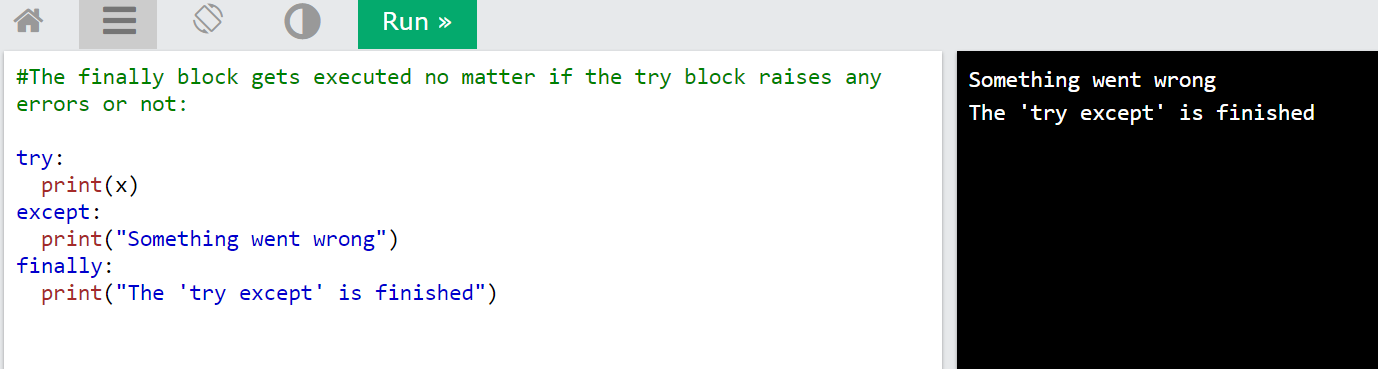 Run »
#The finally block gets executed no matter if the try block raises any
errors or not:
try:
  print(x)
except:
  print("Something went wrong")
finally:
  print("The 'try except' is finished")
Something went wrong
The 'try except' is finished